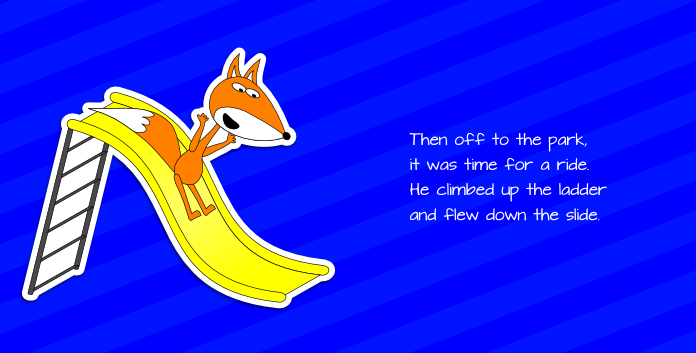 Then off to the park,
it was time for a ride.
He climbed up the ladder
and flew down the slide.